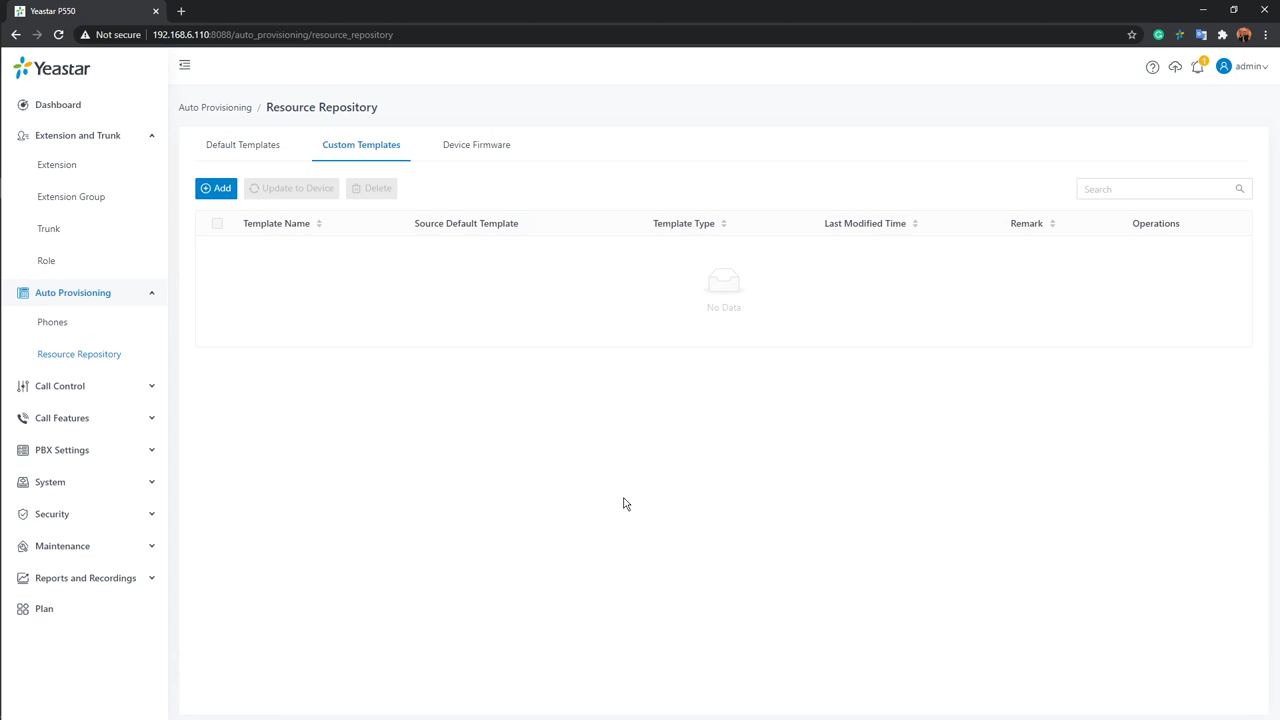 Yeastar P550
Not secure
192.168.6.110:8088/auto_provisioning/resource_repository
Yeastar
1
admin
Dashboard
Extension and Trunk
Extension
Extension Group
Trunk
Role
Auto Provisioning
Phones
Resource Repository
Call Control
Call Features
PBX Settings
System
Security
Maintenance
Reports and Recordings
Plan
Auto Provisioning / Resource Repository
Default Templates Custom Templates Device Firmware
Add Update to Device Delete Search
Template Name Source Default Template Template Type Last Modified Time Remark Operations
No Data